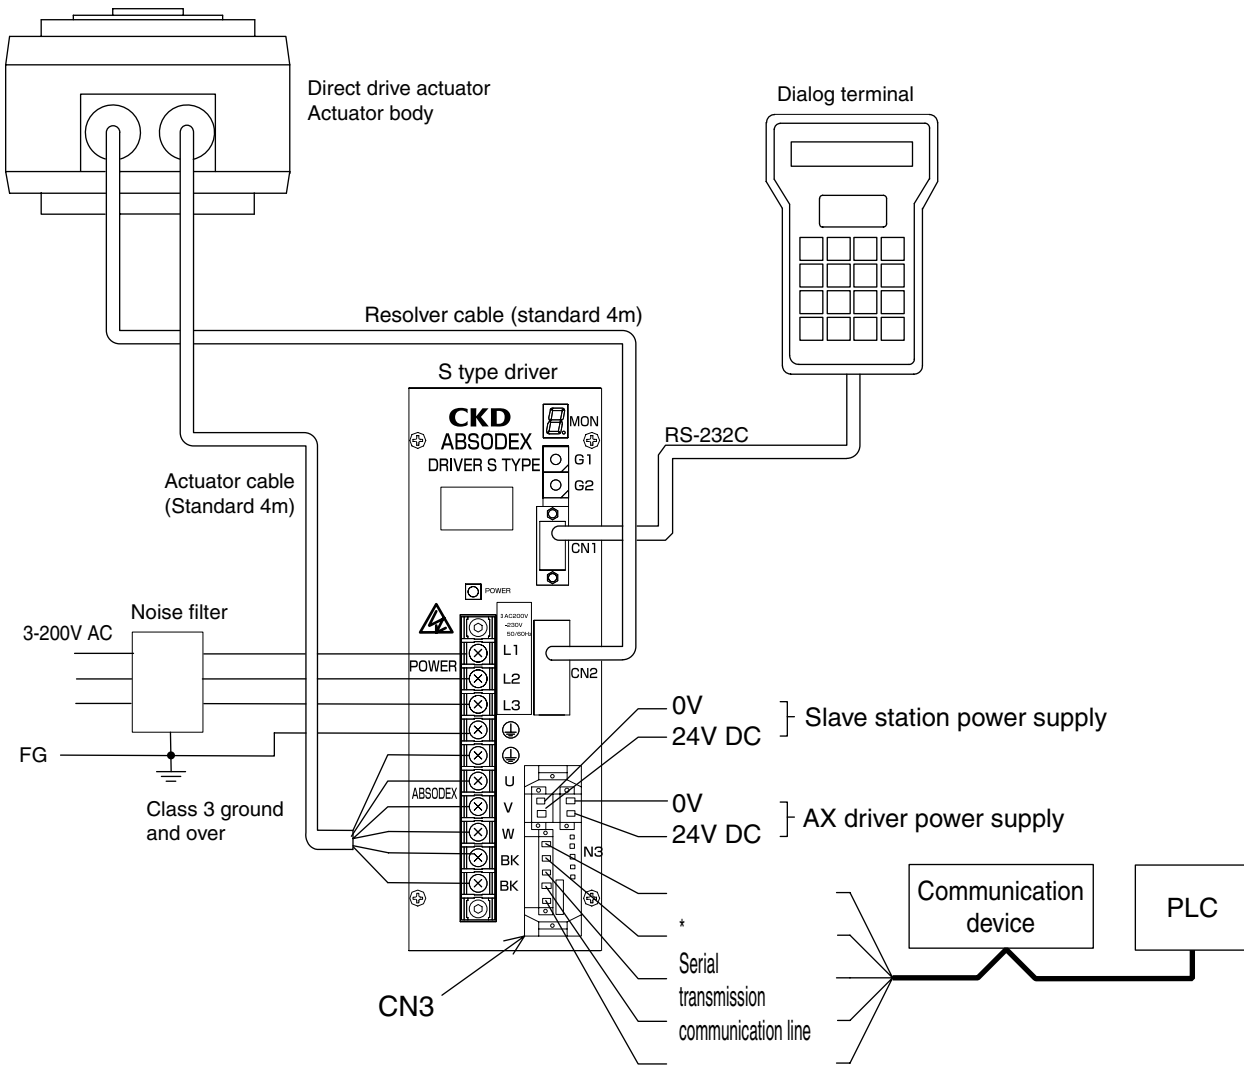 Direct drive actuator
Actuator body
Dialog terminal
Resolver cable (standard 4m)
S type driver
CKD
ABSODEX
DRIVER S TYPE
MON
G1
G2
RS-232C
Actuator cable
(Standard 4m)
CN1
POWER
Noise filter
3-200V AC
3AC200V
-230V
50/60Hz
POWER
L1
L2
L3
CN2
FG
Class 3 ground
and over
ABSODEX
U
V
W
BK
BK
0V
24V DC
Slave station power supply
0V
24V DC
AX driver power supply
N3
CN3
*
Serial
transmission
communication line
Communication
device
PLC